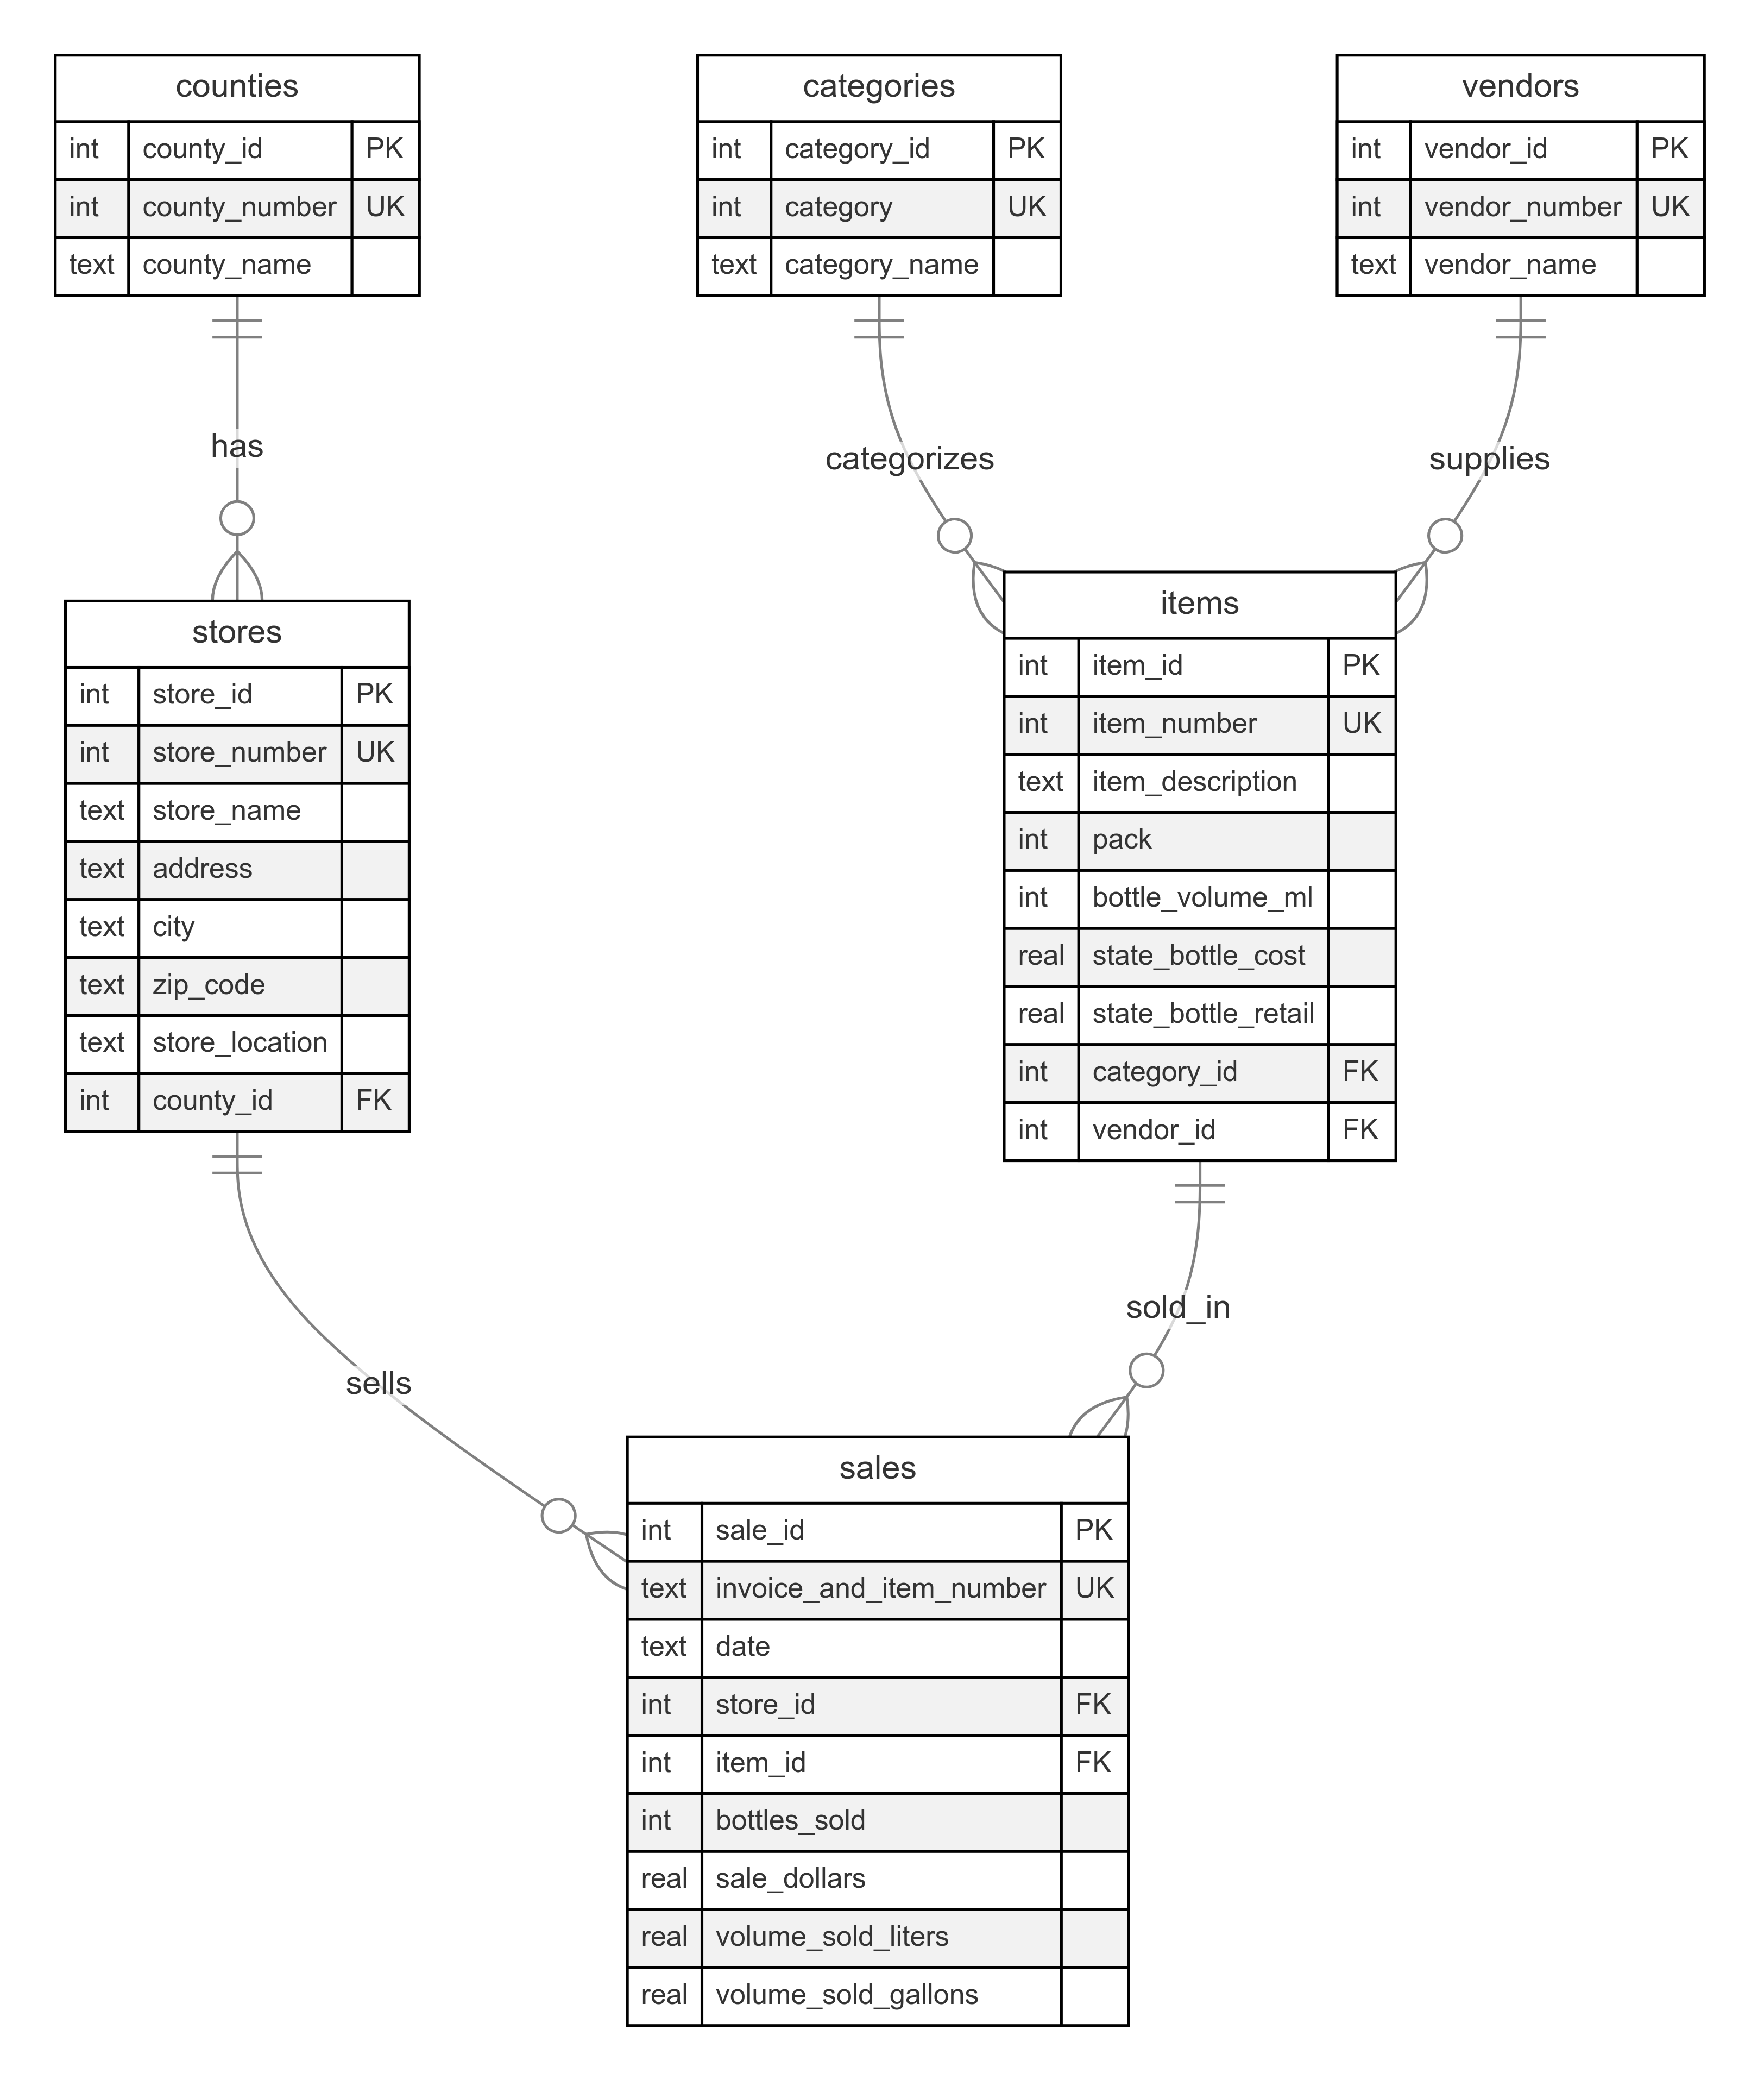 counties
int county_id PK
int county_number UK
text county_name
categories
int category_id PK
int category UK
text category_name
vendors
int vendor_id PK
int vendor_number UK
text vendor_name
has
categorizes
supplies
stores
int store_id PK
int store_number UK
text store_name
text address
text city
text zip_code
text store_location
int county_id FK
items
int item_id PK
int item_number UK
text item_description
int pack
int bottle_volume_ml
real state_bottle_cost
real state_bottle_retail
int category_id FK
int vendor_id FK
sells
sold_in
sales
int sale_id PK
text invoice_and_item_number UK
text date
int store_id FK
int item_id FK
int bottles_sold
real sale_dollars
real volume_sold_liters
real volume_sold_gallons